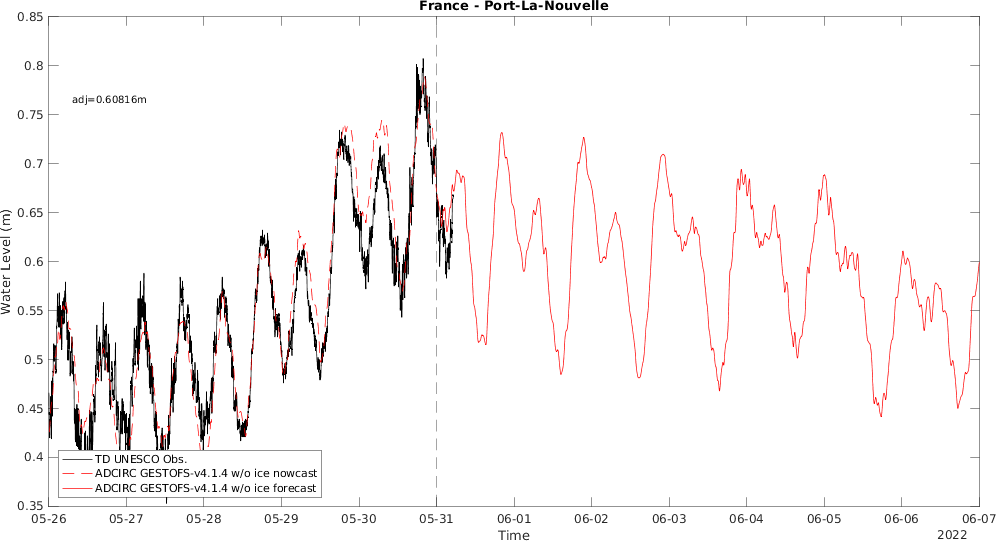 France - Port-La-Nouvelle
0.85
0.8
0.75
0.7
0.65
0.6
0.55
0.5
0.45
0.4
0.35
Water Level (m)
adj=0.60816m
TD UNESCO Obs.
ADCIRC GESTOFS-v4.1.4 w/o ice nowcast
ADCIRC GESTOFS-v4.1.4 w/o ice forecast
05-26 05-27 05-28 05-29 05-30 05-31 06-01 06-02 06-03 06-04 06-05 06-06 06-07
Time
2022